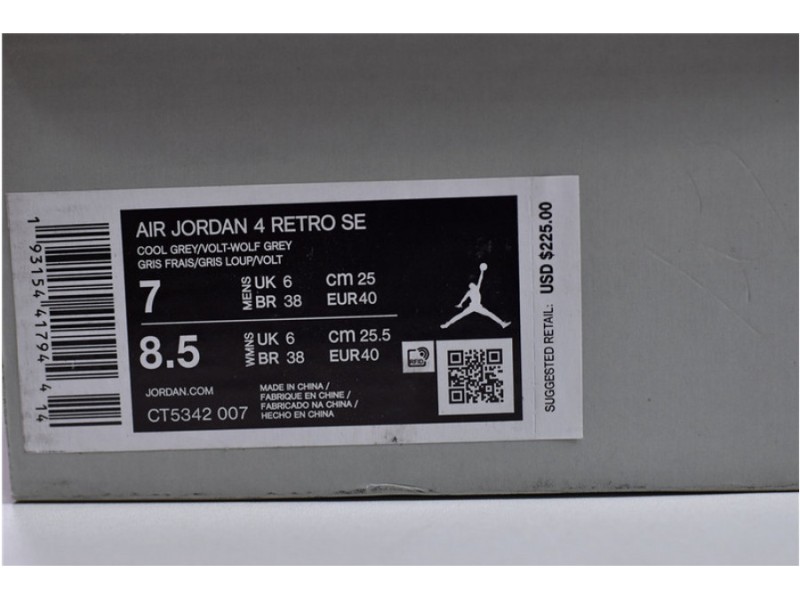 AIR JORDAN 4 RETRO SE
COOL GREY/VOLT-WOLF GREY
GRIS FRAIS/GRIS LOUP/VOLT
7 MENS UK 6 cm 25
BR 38 EUR40
8.5 WMNS UK 6 cm 25.5
BR 38 EUR40
JORDAN.COM
CT5342 007
MADE IN CHINA /
FABRIQUE EN CHINE /
FABRICADO NA CHINA /
HECHO EN CHINA
RFID
1 93154 41794 4 14
SUGGESTED RETAIL: USD $225.00